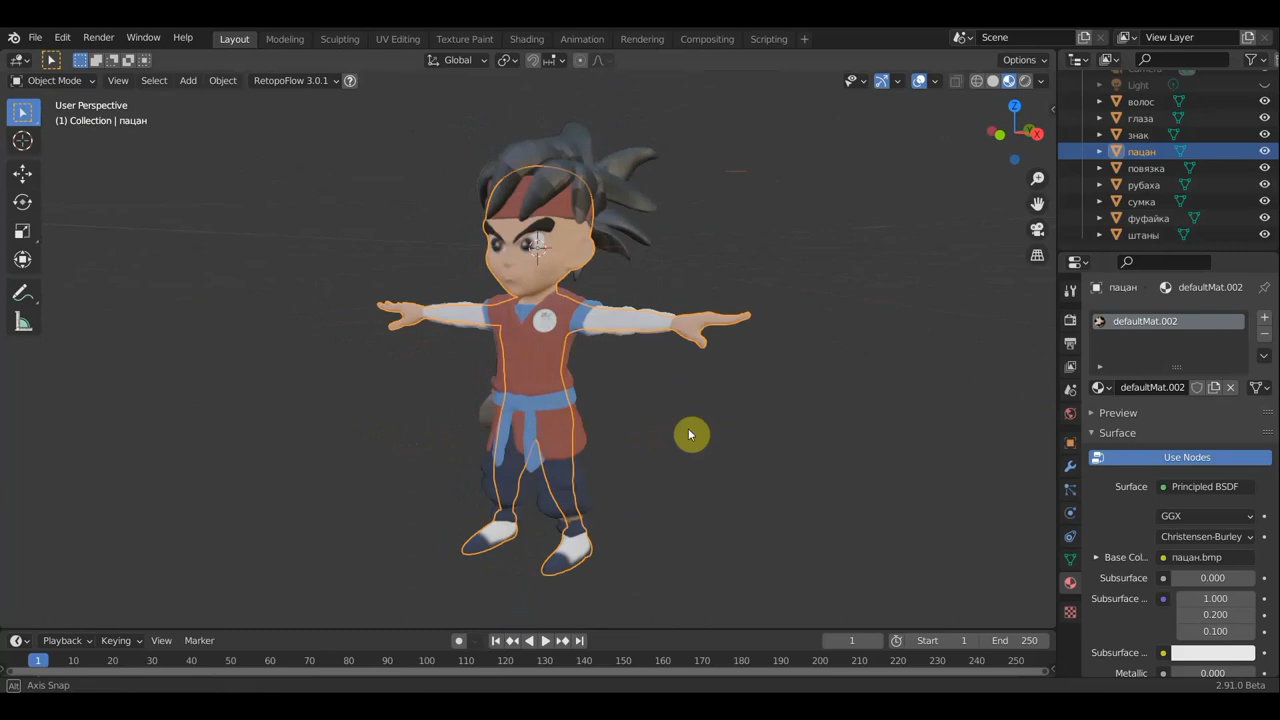 File Edit Render Window Help Layout Modeling Sculpting UV Editing Texture Paint Shading Animation Rendering Compositing Scripting + Scene View Layer
Global Options
Object Mode View Select Add Object RetopoFlow 3.0.1
User Perspective
(1) Collection | пацан
Z
Y
X
Light
волос
глаза
знак
пацан
повязка
рубаха
сумка
фуфайка
штаны
пацан defaultMat.002
defaultMat.002
defaultMat.002
Preview
Surface
Use Nodes
Surface Principled BSDF
GGX
Christensen-Burley
Base Col... пацан.bmp
Subsurface 0.000
Subsurface .. 1.000
0.200
0.100
Subsurface ..
Metallic 0.000
Playback Keying View Marker 1 Start 1 End 250
1 10 20 30 40 50 60 70 80 90 100 110 120 130 140 150 160 170 180 190 200 210 220 230 240 250
Alt Axis Snap 2.91.0 Beta